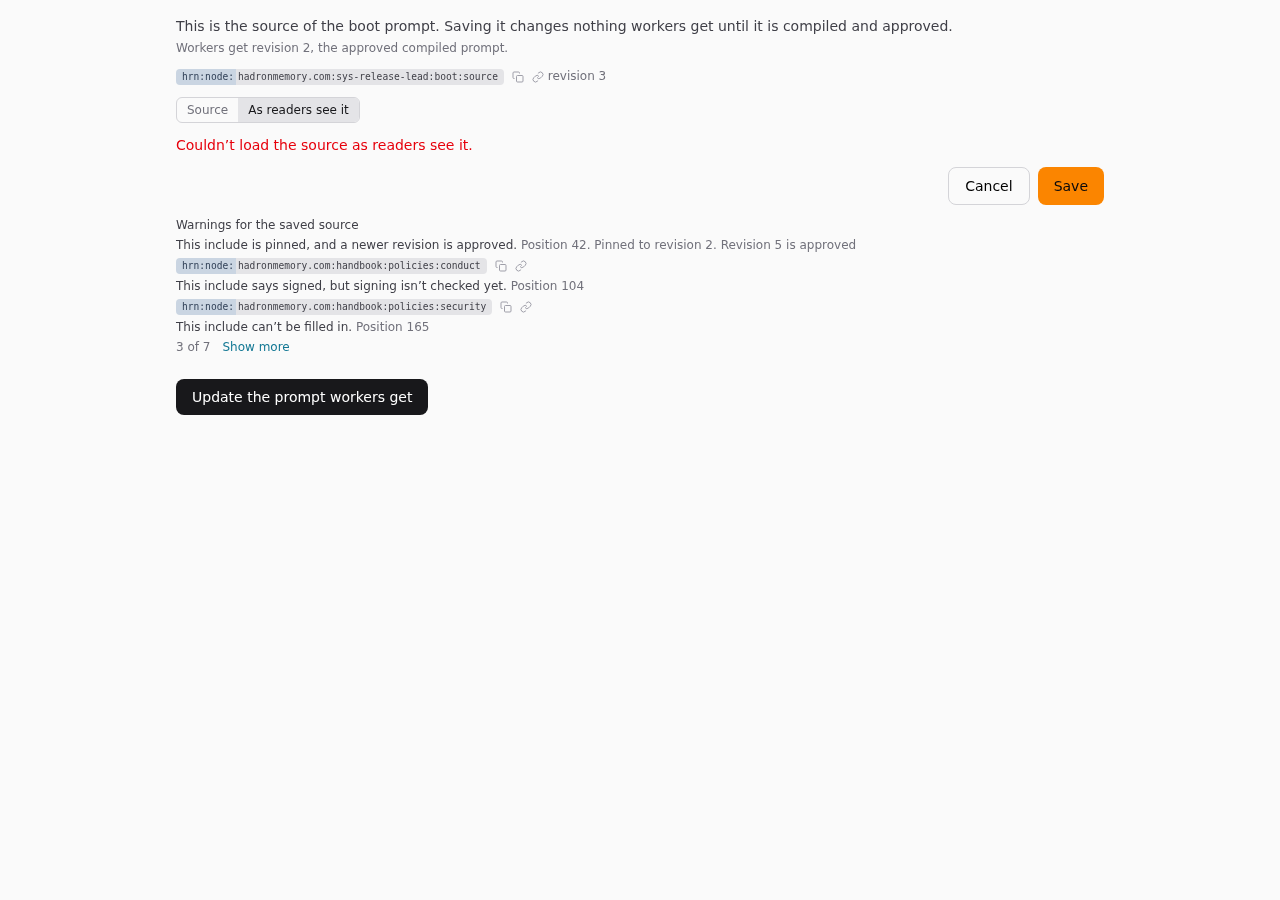 This is the source of the boot prompt. Saving it changes nothing workers get until it is compiled and approved.
Workers get revision 2, the approved compiled prompt.
hrn:node: hadronmemory.com:sys-release-lead:boot:source revision 3
Source As readers see it
Couldn’t load the source as readers see it.
Cancel Save
Warnings for the saved source
This include is pinned, and a newer revision is approved. Position 42. Pinned to revision 2. Revision 5 is approved
hrn:node: hadronmemory.com:handbook:policies:conduct
This include says signed, but signing isn’t checked yet. Position 104
hrn:node: hadronmemory.com:handbook:policies:security
This include can’t be filled in. Position 165
3 of 7 Show more
Update the prompt workers get